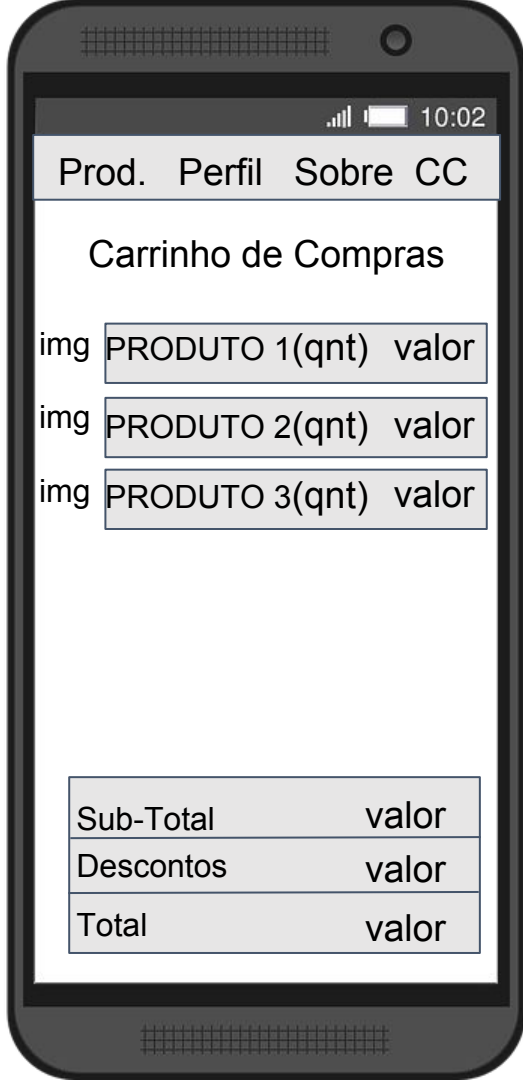 10:02
Prod. Perfil Sobre CC
Carrinho de Compras
img PRODUTO 1(qnt) valor
img PRODUTO 2(qnt) valor
img PRODUTO 3(qnt) valor
Sub-Total valor
Descontos valor
Total valor